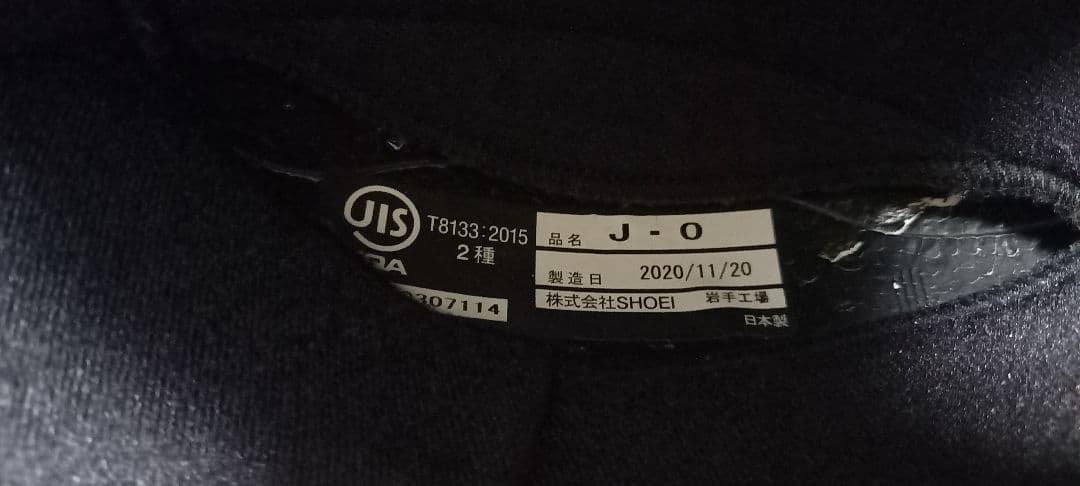 JIS
T8133:2015
2種
品名 J-O
製造日 2020/11/20
307114
株式会社SHOEI 岩手工場
日本製